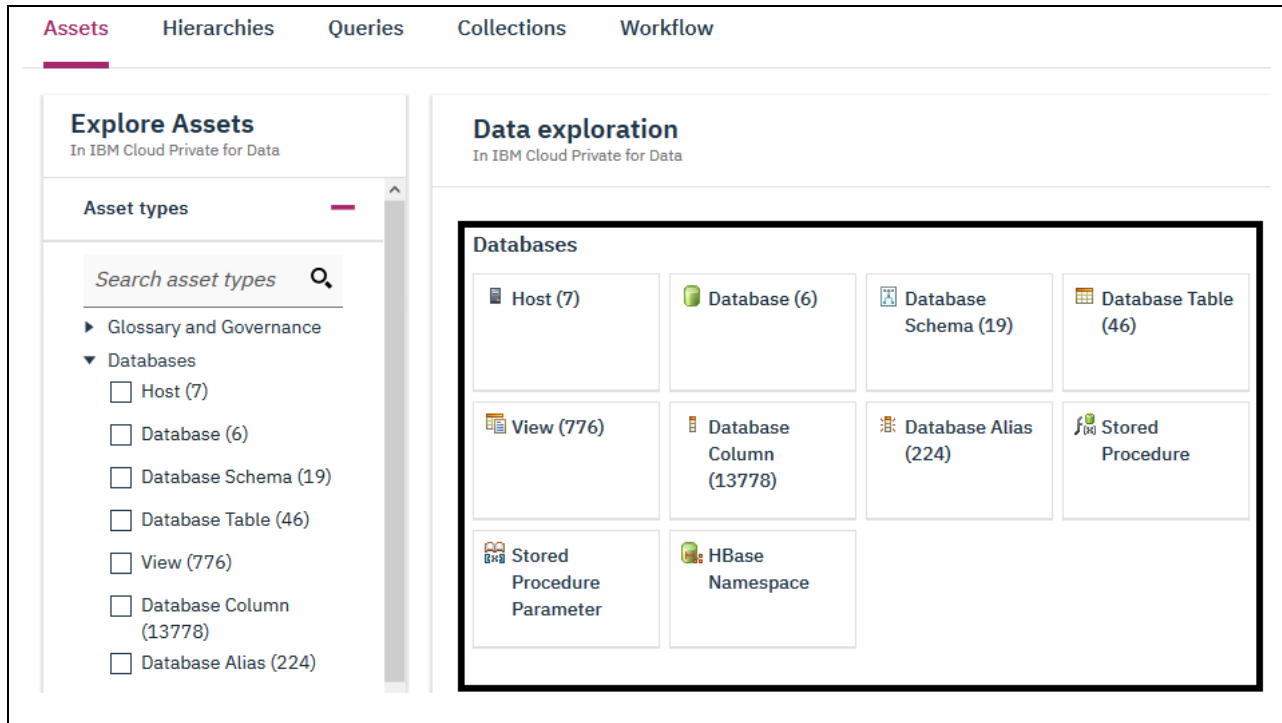 Assets Hierarchies Queries Collections Workflow
Explore Assets
In IBM Cloud Private for Data
Asset types
Search asset types
Glossary and Governance
Databases
Host (7)
Database (6)
Database Schema (19)
Database Table (46)
View (776)
Database Column
(13778)
Database Alias (224)
Data exploration
In IBM Cloud Private for Data
Databases
Host (7)
Database (6)
Database
Schema (19)
Database Table
(46)
View (776)
Database
Column
(13778)
Database Alias
(224)
Stored
Procedure
Stored
Procedure
Parameter
HBase
Namespace